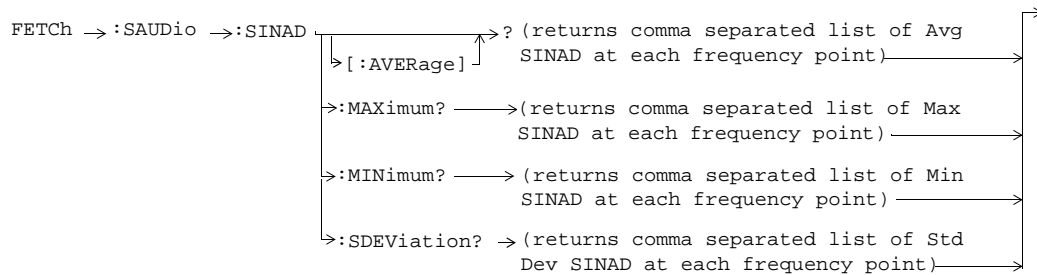 FETCh :SAUDio :SINAD ? (returns comma separated list of Avg
[:AVERage] SINAD at each frequency point)
:MAXimum? (returns comma separated list of Max
SINAD at each frequency point)
:MINimum? (returns comma separated list of Min
SINAD at each frequency point)
:SDEViation? (returns comma separated list of Std
Dev SINAD at each frequency point)